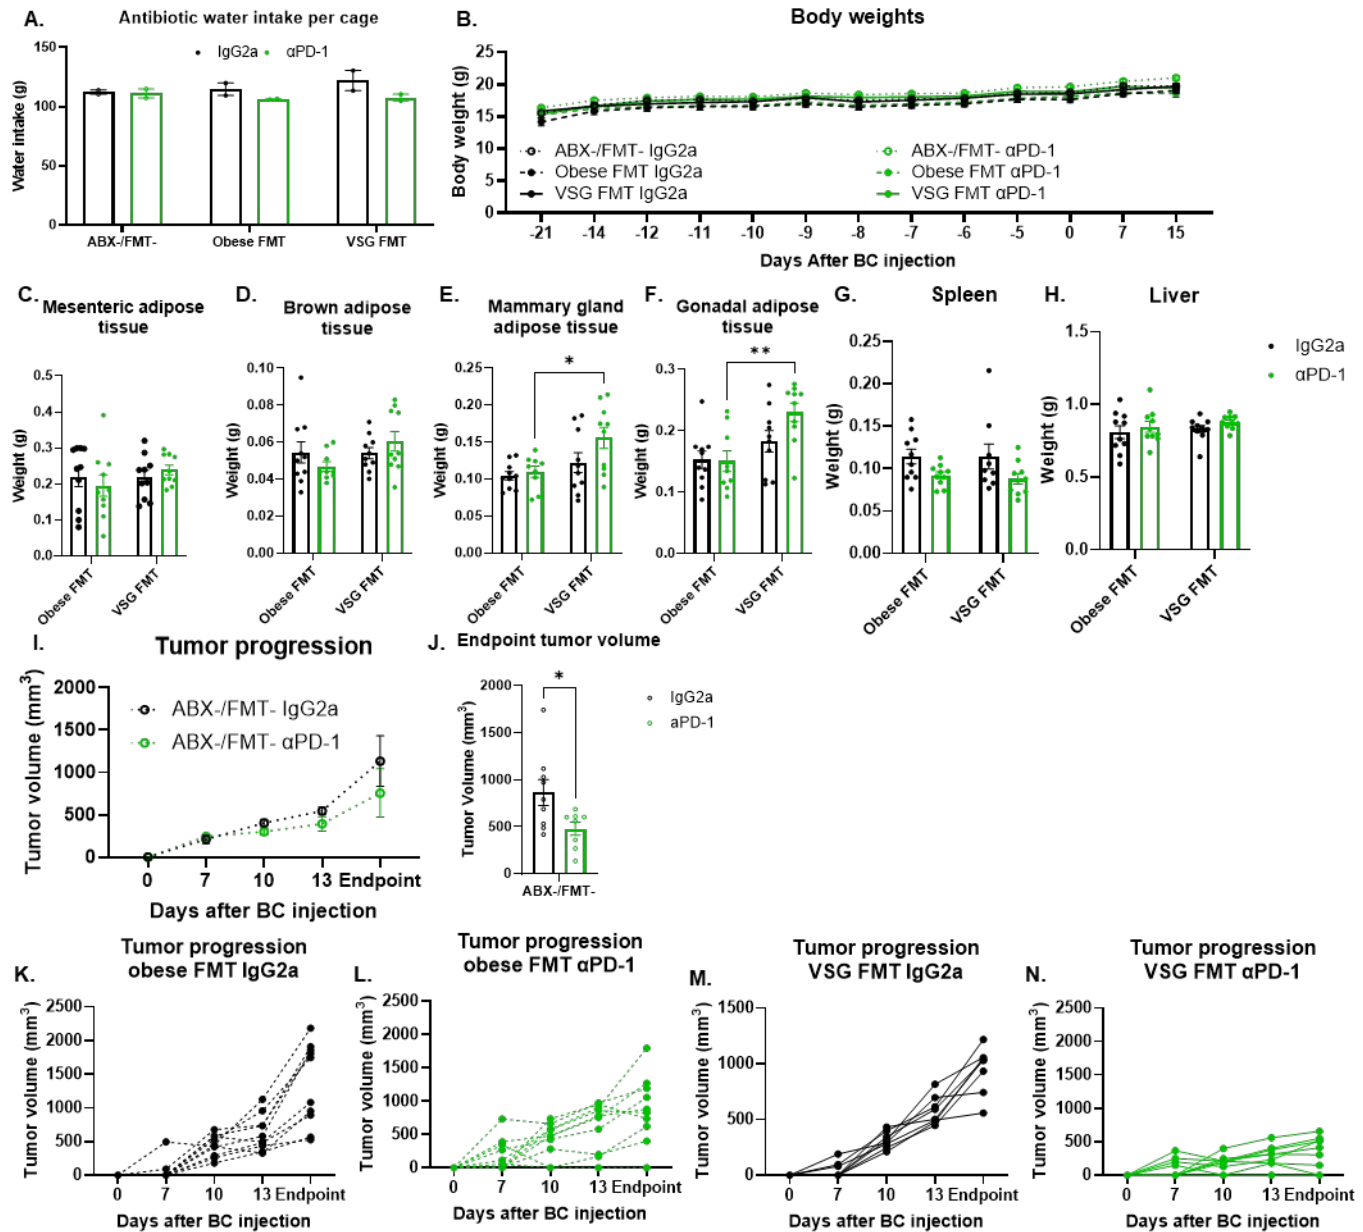 A. Antibiotic water intake per cage
IgG2a αPD-1
Water intake (g)
150
100
50
0
ABX-/FMT- Obese FMT VSG FMT
B. Body weights
Body weight (g)
25
20
15
10
5
0
ABX-/FMT- IgG2a
Obese FMT IgG2a
VSG FMT IgG2a
ABX-/FMT- αPD-1
Obese FMT αPD-1
VSG FMT αPD-1
-21 -14 -12 -11 -10 -9 -8 -7 -6 -5 0 7 15
Days After BC injection
C. Mesenteric adipose
tissue
Weight (g)
0.5
0.4
0.3
0.2
0.1
0.0
Obese FMT
VSG FMT
D. Brown adipose
tissue
Weight (g)
0.10
0.08
0.06
0.04
0.02
0.00
Obese FMT
VSG FMT
E. Mammary gland
adipose tissue
*
Weight (g)
0.25
0.20
0.15
0.10
0.05
0.00
Obese FMT
VSG FMT
F. Gonadal adipose
tissue
**
Weight (g)
0.3
0.2
0.1
0.0
Obese FMT
VSG FMT
G. Spleen
Weight (g)
0.25
0.20
0.15
0.10
0.05
0.00
Obese FMT
VSG FMT
H. Liver
Weight (g)
1.5
1.0
0.5
0.0
Obese FMT
VSG FMT
IgG2a
αPD-1
I. Tumor progression
Tumor volume (mm³)
2000
1500
1000
500
0
ABX-/FMT- IgG2a
ABX-/FMT- αPD-1
0 7 10 13 Endpoint
Days after BC injection
J. Endpoint tumor volume
*
Tumor Volume (mm³)
2000
1500
1000
500
0
ABX-/FMT-
IgG2a
aPD-1
K. Tumor progression
obese FMT IgG2a
Tumor volume (mm³)
2500
2000
1500
1000
500
0
0 7 10 13 Endpoint
Days after BC injection
L. Tumor progression
obese FMT αPD-1
Tumor volume (mm³)
2500
2000
1500
1000
500
0
0 7 10 13 Endpoint
Days after BC injection
M. Tumor progression
VSG FMT IgG2a
Tumor volume (mm³)
1500
1000
500
0
0 7 10 13 Endpoint
Days after BC injection
N. Tumor progression
VSG FMT αPD-1
Tumor volume (mm³)
2500
2000
1500
1000
500
0
0 7 10 13 Endpoint
Days after BC injection